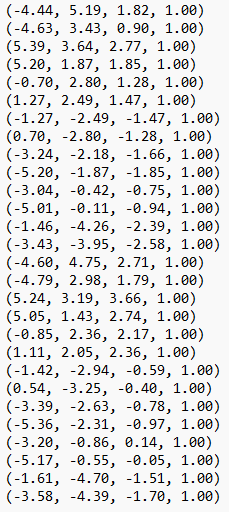 (-4.44, 5.19, 1.82, 1.00)
(-4.63, 3.43, 0.90, 1.00)
(5.39, 3.64, 2.77, 1.00)
(5.20, 1.87, 1.85, 1.00)
(-0.70, 2.80, 1.28, 1.00)
(1.27, 2.49, 1.47, 1.00)
(-1.27, -2.49, -1.47, 1.00)
(0.70, -2.80, -1.28, 1.00)
(-3.24, -2.18, -1.66, 1.00)
(-5.20, -1.87, -1.85, 1.00)
(-3.04, -0.42, -0.75, 1.00)
(-5.01, -0.11, -0.94, 1.00)
(-1.46, -4.26, -2.39, 1.00)
(-3.43, -3.95, -2.58, 1.00)
(-4.60, 4.75, 2.71, 1.00)
(-4.79, 2.98, 1.79, 1.00)
(5.24, 3.19, 3.66, 1.00)
(5.05, 1.43, 2.74, 1.00)
(-0.85, 2.36, 2.17, 1.00)
(1.11, 2.05, 2.36, 1.00)
(-1.42, -2.94, -0.59, 1.00)
(0.54, -3.25, -0.40, 1.00)
(-3.39, -2.63, -0.78, 1.00)
(-5.36, -2.31, -0.97, 1.00)
(-3.20, -0.86, 0.14, 1.00)
(-5.17, -0.55, -0.05, 1.00)
(-1.61, -4.70, -1.51, 1.00)
(-3.58, -4.39, -1.70, 1.00)